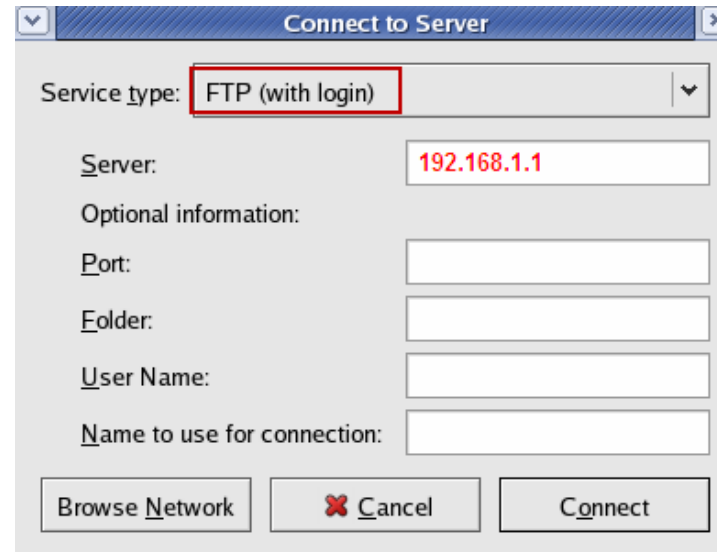 Connect to Server
Service type: FTP (with login)
Server: 192.168.1.1
Optional information:
Port:
Folder:
User Name:
Name to use for connection:
Browse Network Cancel Connect